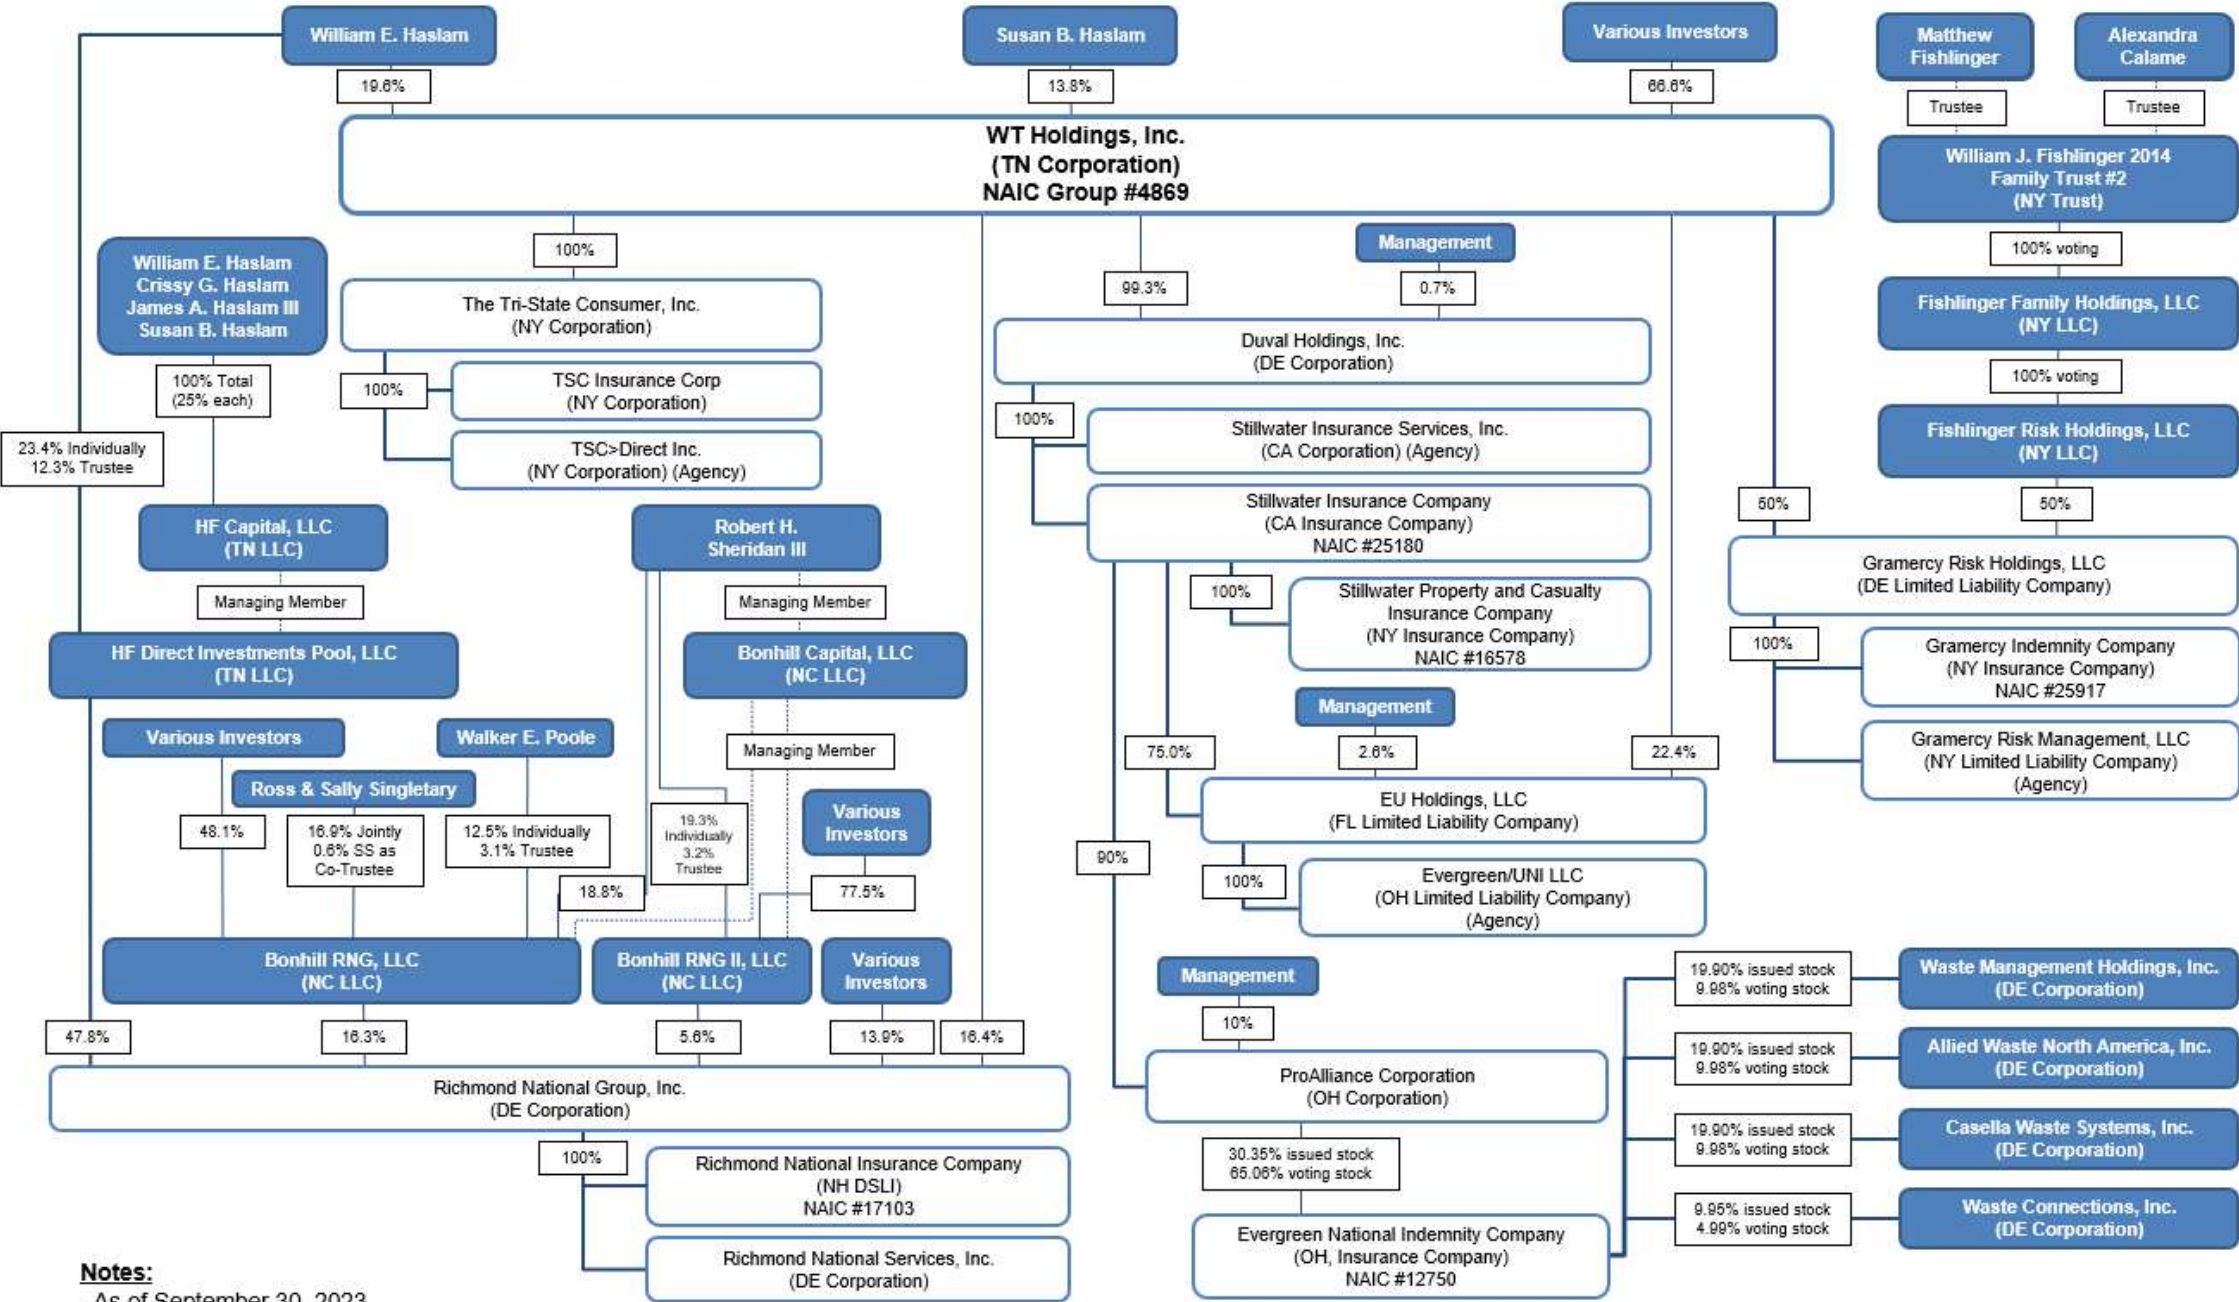 William E. Haslam
19.6%
Susan B. Haslam
13.8%
Various Investors
66.6%
Matthew
Fishlinger
Trustee
Alexandra
Calame
Trustee
WT Holdings, Inc.
(TN Corporation)
NAIC Group #4869
William J. Fishlinger 2014
Family Trust #2
(NY Trust)
100% voting
Fishlinger Family Holdings, LLC
(NY LLC)
100% voting
Fishlinger Risk Holdings, LLC
(NY LLC)
50%
50%
Gramercy Risk Holdings, LLC
(DE Limited Liability Company)
100%
Gramercy Indemnity Company
(NY Insurance Company)
NAIC #25917
Gramercy Risk Management, LLC
(NY Limited Liability Company)
(Agency)
William E. Haslam
Crissy G. Haslam
James A. Haslam III
Susan B. Haslam
100% Total
(25% each)
23.4% Individually
12.3% Trustee
HF Capital, LLC
(TN LLC)
Managing Member
HF Direct Investments Pool, LLC
(TN LLC)
100%
The Tri-State Consumer, Inc.
(NY Corporation)
100%
TSC Insurance Corp
(NY Corporation)
TSC>Direct Inc.
(NY Corporation) (Agency)
Robert H.
Sheridan III
Managing Member
Bonhill Capital, LLC
(NC LLC)
Managing Member
Various Investors
48.1%
Ross & Sally Singletary
16.9% Jointly
0.6% SS as
Co-Trustee
Walker E. Poole
12.5% Individually
3.1% Trustee
18.8%
19.3%
Individually
3.2%
Trustee
Various
Investors
77.5%
Bonhill RNG, LLC
(NC LLC)
Bonhill RNG II, LLC
(NC LLC)
Various
Investors
47.8%
16.3%
5.6%
13.9%
16.4%
Richmond National Group, Inc.
(DE Corporation)
100%
Richmond National Insurance Company
(NH DSLI)
NAIC #17103
Richmond National Services, Inc.
(DE Corporation)
99.3%
Management
0.7%
Duval Holdings, Inc.
(DE Corporation)
100%
Stillwater Insurance Services, Inc.
(CA Corporation) (Agency)
Stillwater Insurance Company
(CA Insurance Company)
NAIC #25180
100%
Stillwater Property and Casualty
Insurance Company
(NY Insurance Company)
NAIC #16578
Management
75.0%
2.6%
22.4%
EU Holdings, LLC
(FL Limited Liability Company)
100%
Evergreen/UNI LLC
(OH Limited Liability Company)
(Agency)
90%
Management
10%
ProAlliance Corporation
(OH Corporation)
30.35% issued stock
65.06% voting stock
Evergreen National Indemnity Company
(OH, Insurance Company)
NAIC #12750
19.90% issued stock
9.98% voting stock
Waste Management Holdings, Inc.
(DE Corporation)
19.90% issued stock
9.98% voting stock
Allied Waste North America, Inc.
(DE Corporation)
19.90% issued stock
9.98% voting stock
Casella Waste Systems, Inc.
(DE Corporation)
9.95% issued stock
4.99% voting stock
Waste Connections, Inc.
(DE Corporation)
Notes:
As of September 30, 2023